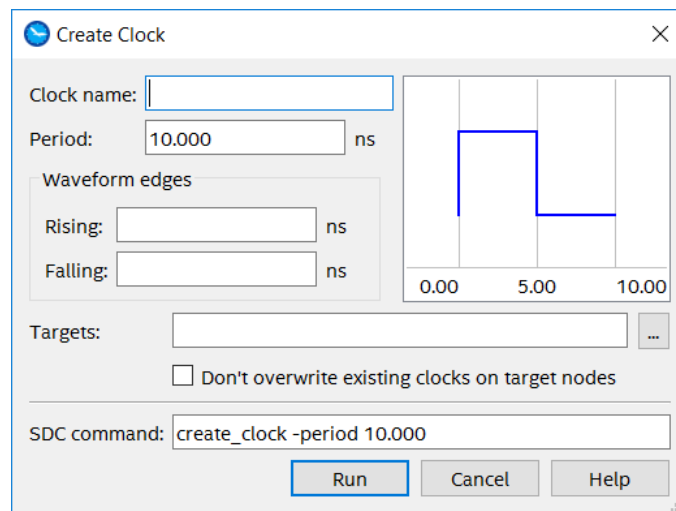 Create Clock
Clock name:
Period: 10.000 ns
Waveform edges
Rising: ns
Falling: ns
0.00 5.00 10.00
Targets: ...
Don't overwrite existing clocks on target nodes
SDC command: create_clock -period 10.000
Run Cancel Help